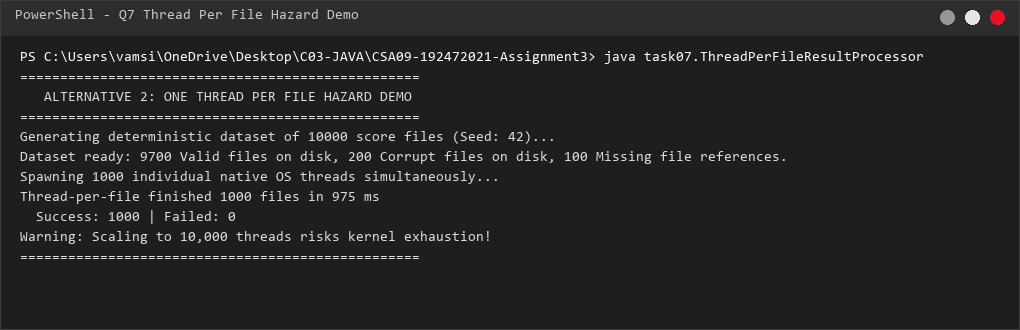 PowerShell - Q7 Thread Per File Hazard Demo
PS C:\Users\vamsi\OneDrive\Desktop\C03-JAVA\CSA09-192472021-Assignment3> java task07.ThreadPerFileResultProcessor
==================================================
   ALTERNATIVE 2: ONE THREAD PER FILE HAZARD DEMO
==================================================
Generating deterministic dataset of 10000 score files (Seed: 42)...
Dataset ready: 9700 Valid files on disk, 200 Corrupt files on disk, 100 Missing file references.
Spawning 1000 individual native OS threads simultaneously...
Thread-per-file finished 1000 files in 975 ms
  Success: 1000 | Failed: 0
Warning: Scaling to 10,000 threads risks kernel exhaustion!
==================================================